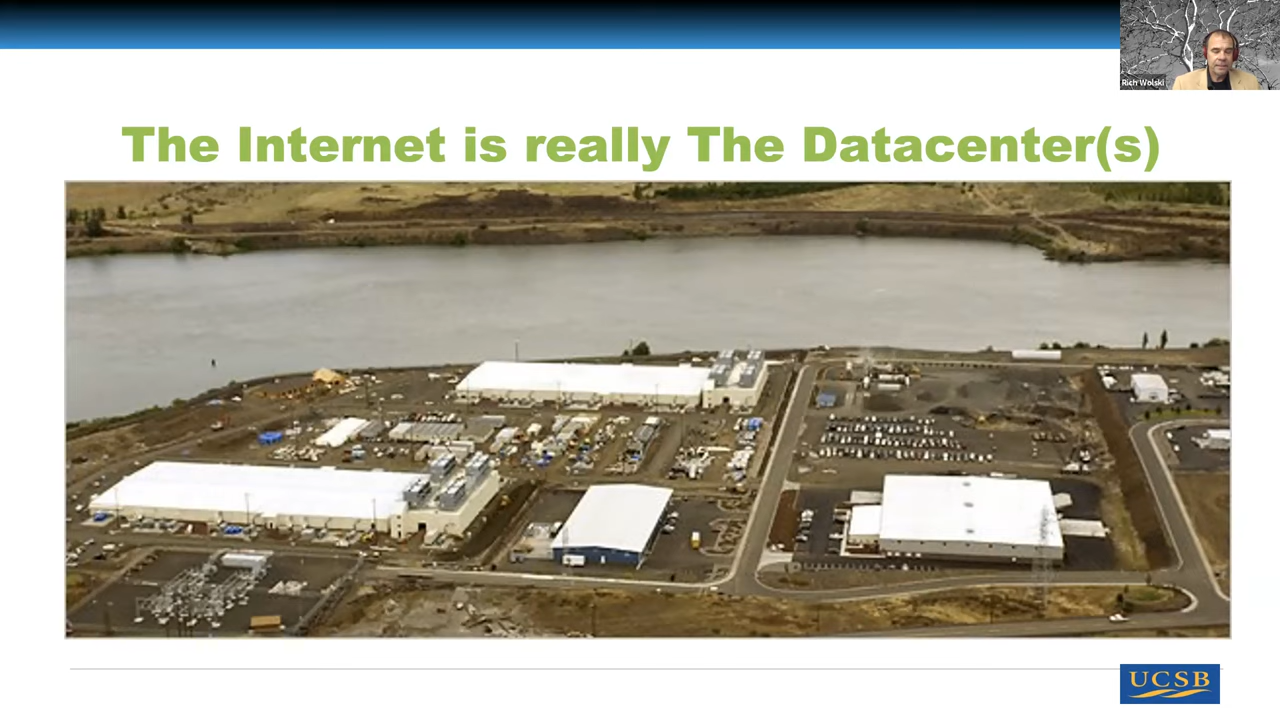 Rich Wolski
The Internet is really The Datacenter(s)
UCSB